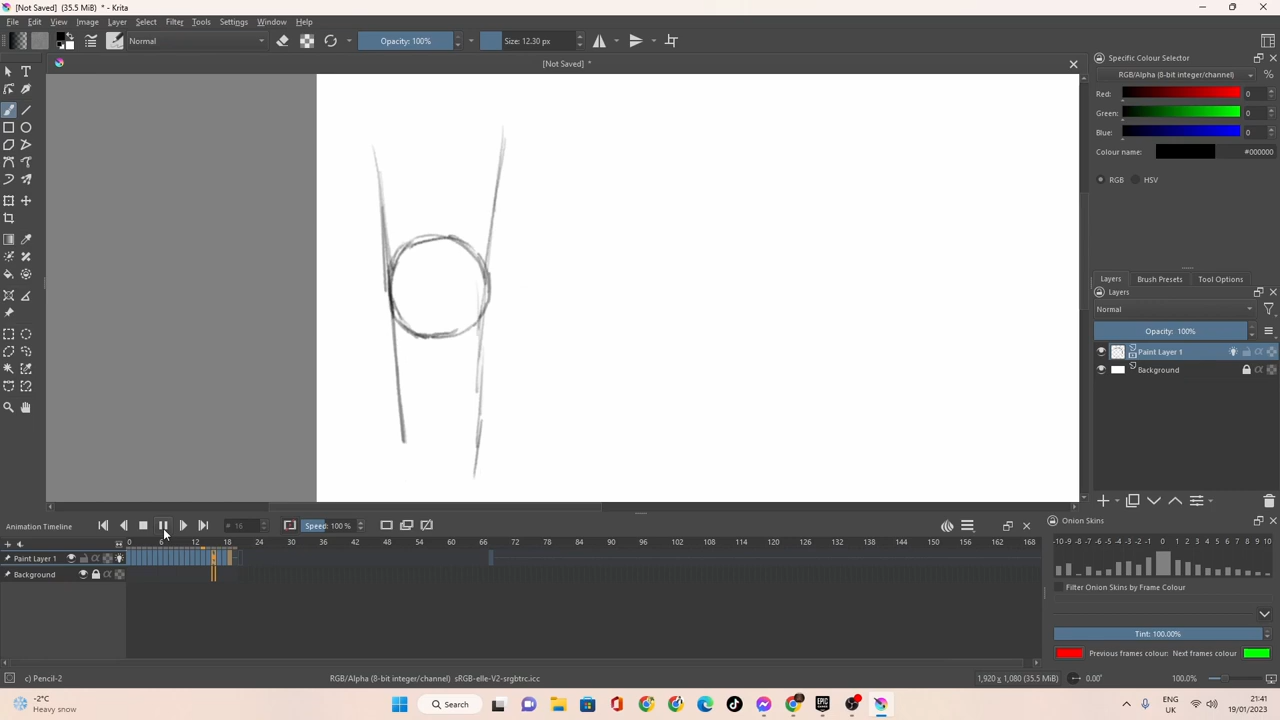 [Not Saved] (35.5 MiB) * - Krita
File Edit View Image Layer Select Filter Tools Settings Window Help
Normal Opacity: 100% Size: 12.30 px
[Not Saved] *
Specific Colour Selector
RGB/Alpha (8-bit integer/channel) %
Red: 0
Green: 0
Blue: 0
Colour name: #000000
RGB HSV
Layers Brush Presets Tool Options
Layers
Normal
Opacity: 100%
Paint Layer 1
Background
Animation Timeline # 16 Speed: 100 %
0 6 12 18 24 30 36 42 48 54 60 66 72 78 84 90 96 102 108 114 120 126 132 138 144 150 156 162 168
Paint Layer 1
Background
Onion Skins
-10 -9 -8 -7 -6 -5 -4 -3 -2 -1 0 1 2 3 4 5 6 7 8 9 10
Filter Onion Skins by Frame Colour
Tint: 100.00%
Previous frames colour: Next frames colour:
c) Pencil-2 RGB/Alpha (8-bit integer/channel) sRGB-elle-V2-srgbtrc.icc 1,920 x 1,080 (35.5 MiB) 0.00° 100.0%
-2°C
Heavy snow
Search
ENG
UK
21:41
19/01/2023